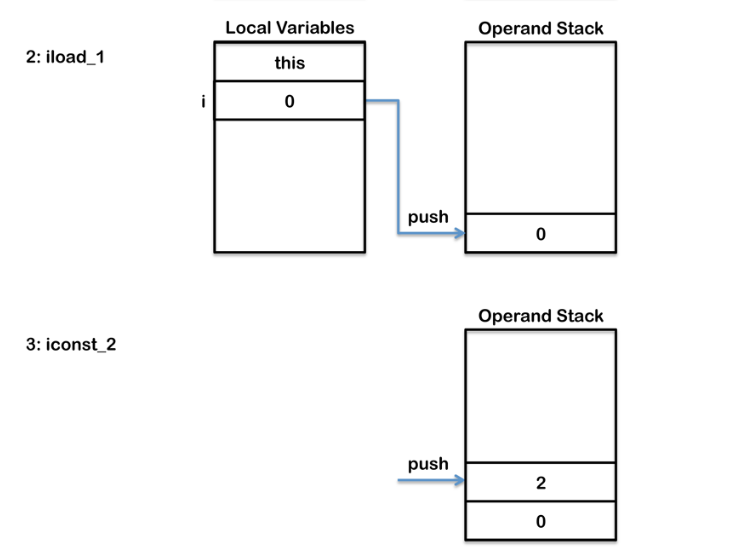 Local Variables
Operand Stack
2: iload_1
this
i
0
push
0
Operand Stack
3: iconst_2
push
2
0